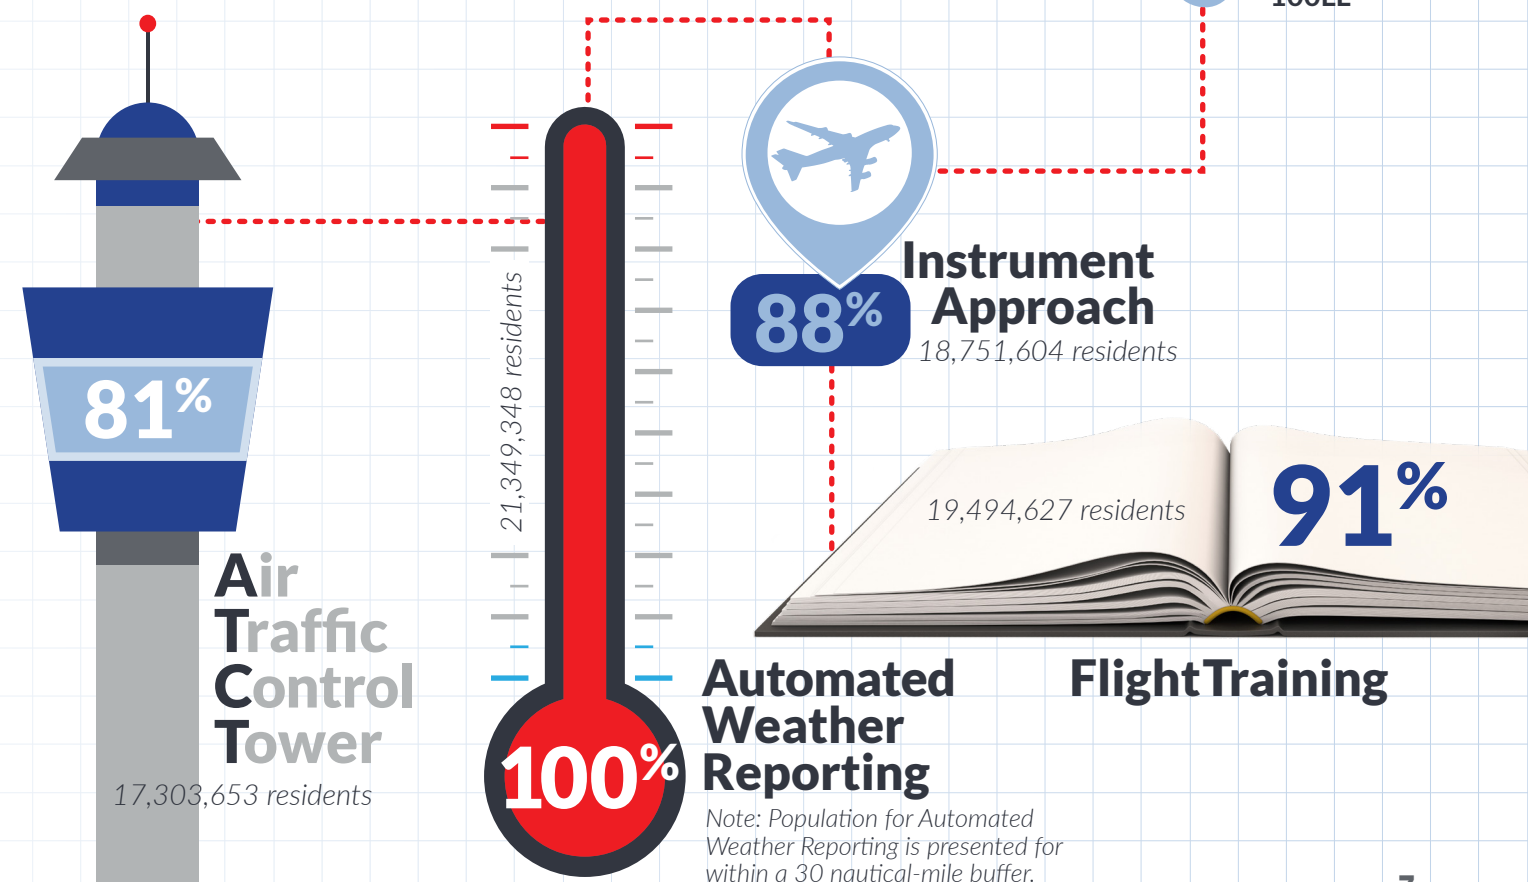 81%
Air
Traffic
Control
Tower
17,303,653 residents
21,349,348 residents
100%
Automated
Weather
Reporting
Note: Population for Automated
Weather Reporting is presented for
within a 30 nautical-mile buffer.
Instrument
Approach
88%
18,751,604 residents
19,494,627 residents
91%
Flight Training